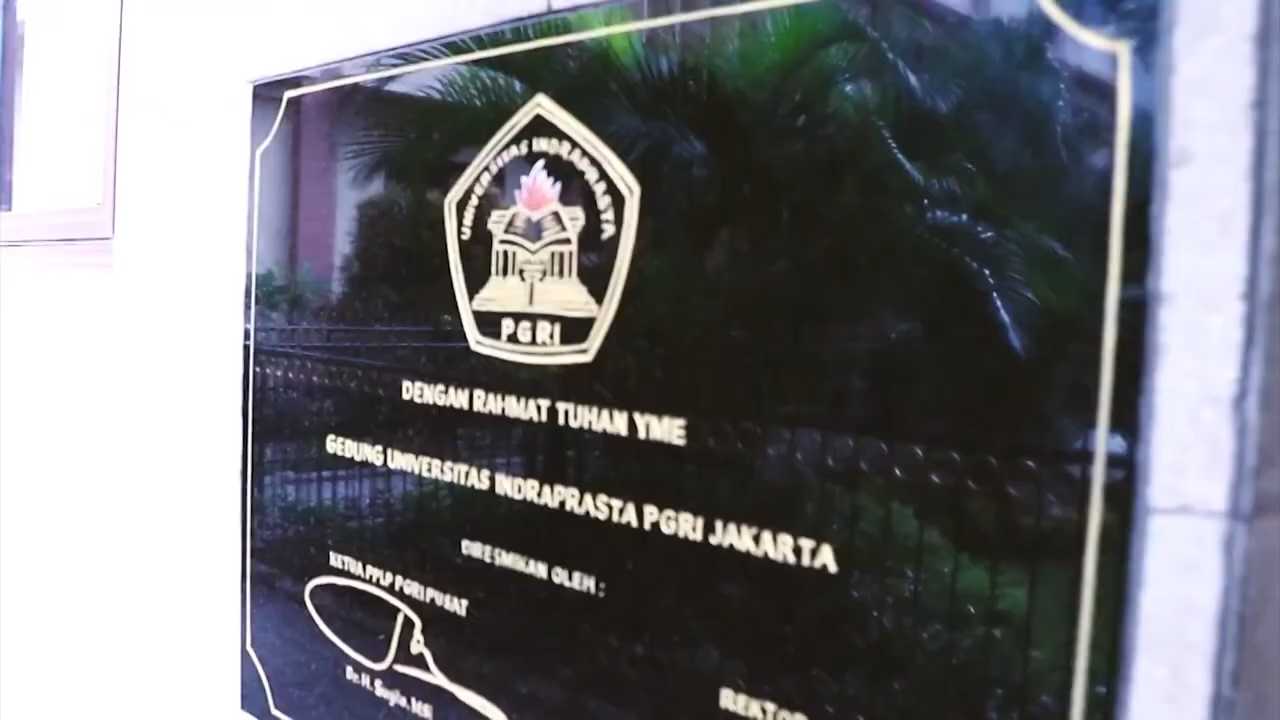 UNIVERSITAS INDRAPRASTA
PGRI
DENGAN RAHMAT TUHAN YME
GEDUNG UNIVERSITAS INDRAPRASTA PGRI JAKARTA
DIRESMIKAN OLEH :
KETUA PPLP PGRI PUSAT
REKTOR